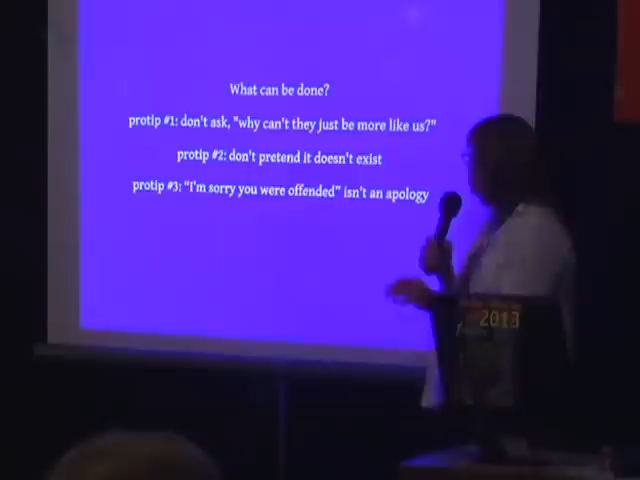 What can be done?
protip #1: don't ask, "why can't they just be more like us?"
protip #2: don't pretend it doesn't exist
protip #3: "I'm sorry you were offended" isn't an apology
2013